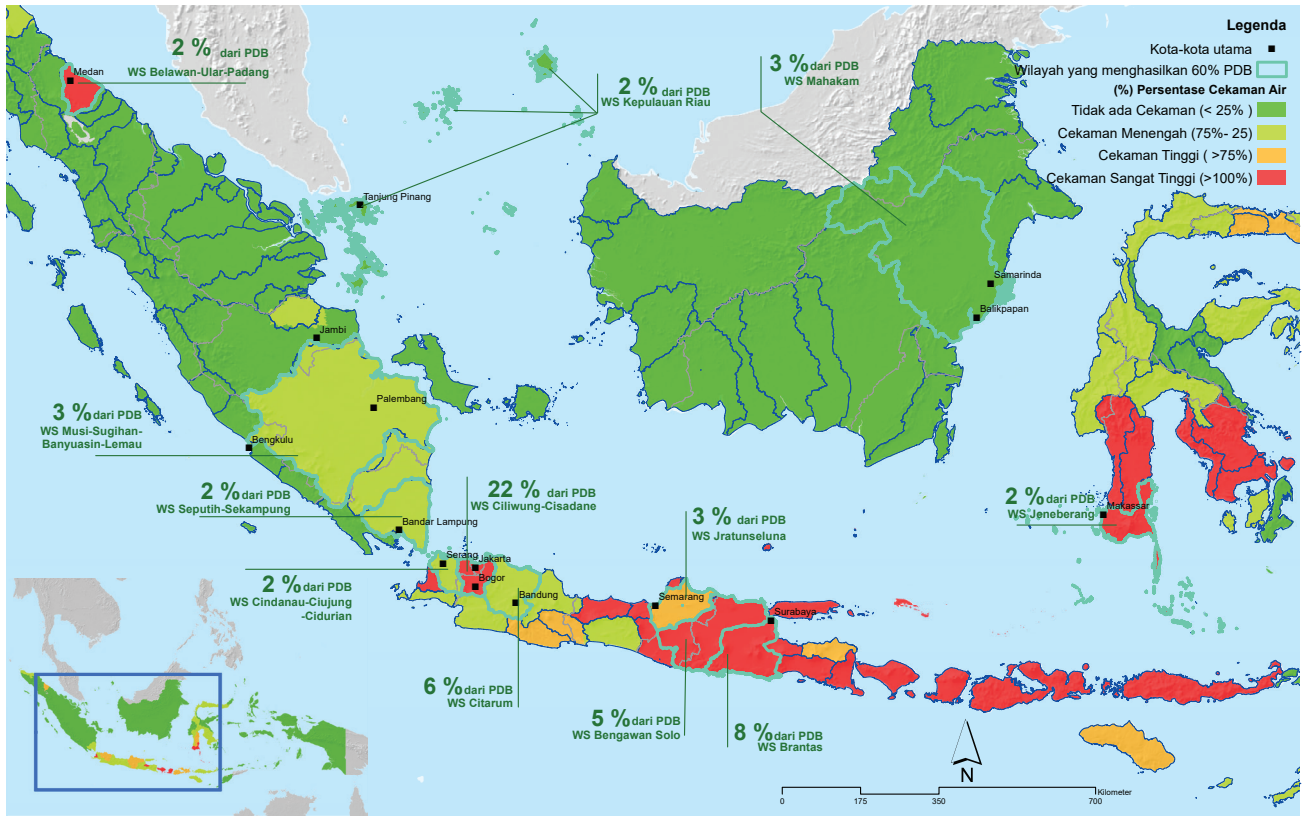 Legenda
Kota-kota utama
Wilayah yang menghasilkan 60% PDB
(%) Persentase Cekaman Air
Tidak ada Cekaman (< 25% )
Cekaman Menengah (75%- 25)
Cekaman Tinggi ( >75%)
Cekaman Sangat Tinggi (>100%)
2 % dari PDB
WS Belawan-Ular-Padang
Medan
2 % dari PDB
WS Kepulauan Riau
3 % dari PDB
WS Mahakam
Tanjung Pinang
Samarinda
Balikpapan
Jambi
Palembang
3 % dari PDB
WS Musi-Sugihan-
Banyuasin-Lemau
Bengkulu
2 % dari PDB
WS Seputih-Sekampung
Bandar Lampung
22 % dari PDB
WS Ciliwung-Cisadane
3 % dari PDB
WS Jratunseluna
2 % dari PDB
WS Jeneberang
Makassar
Serang
Jakarta
Bogor
2 % dari PDB
WS Cindanau-Ciujung
-Cidurian
Bandung
Semarang
Surabaya
6 % dari PDB
WS Citarum
5 % dari PDB
WS Bengawan Solo
8 % dari PDB
WS Brantas
N
Kilometer
0 175 350 700